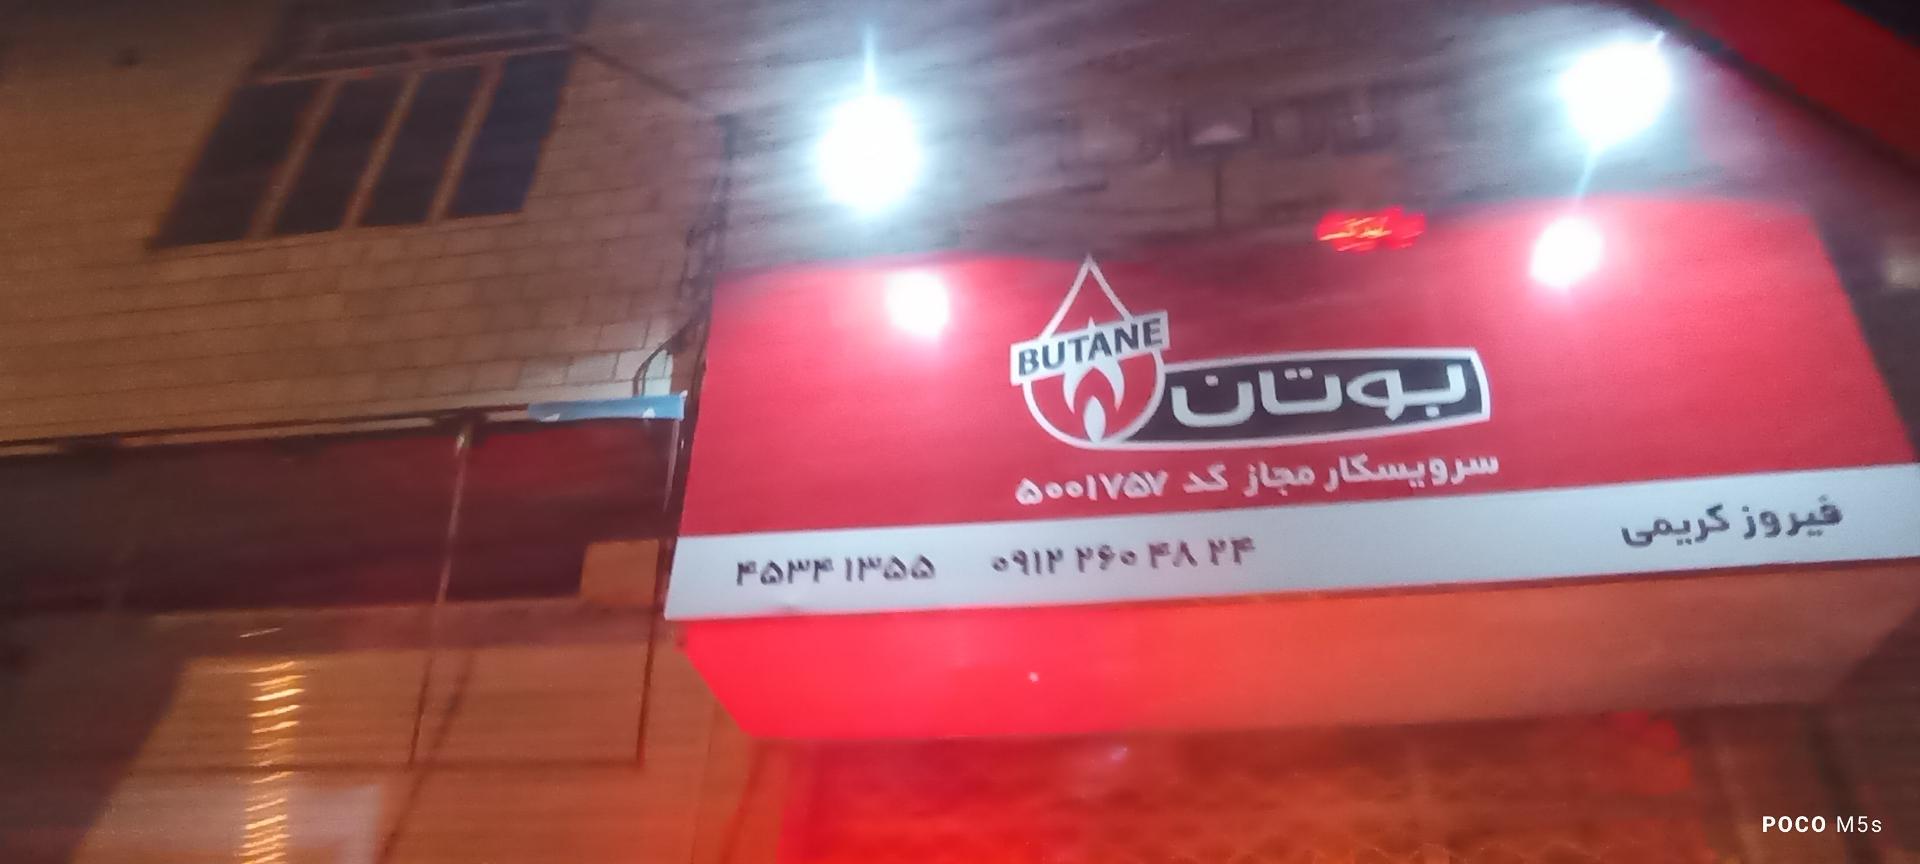 BUTANE
بوتان
سرویسکار مجاز کد ۵۰۰۱۷۵۷
فیروز کریمی
۰۹۱۲ ۲۶۰ ۴۸ ۲۴
۴۵۳۴ ۱۳۵۵
POCO M5s